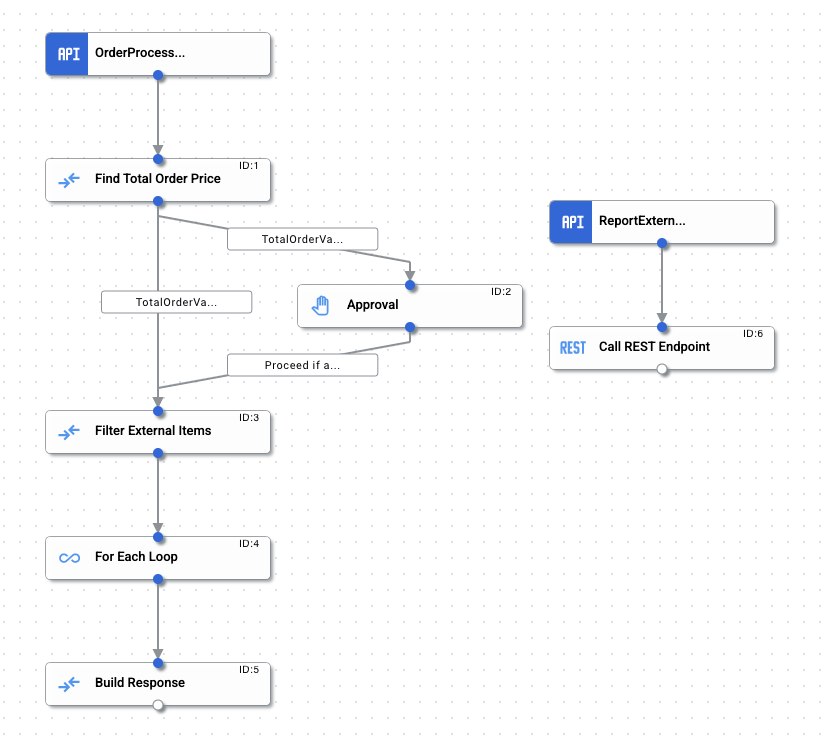 API OrderProcess...
ID:1
Find Total Order Price
TotalOrderVa...
ID:2
Approval
TotalOrderVa...
Proceed if a...
ID:3
Filter External Items
ID:4
For Each Loop
ID:5
Build Response
API ReportExtern...
ID:6
REST Call REST Endpoint